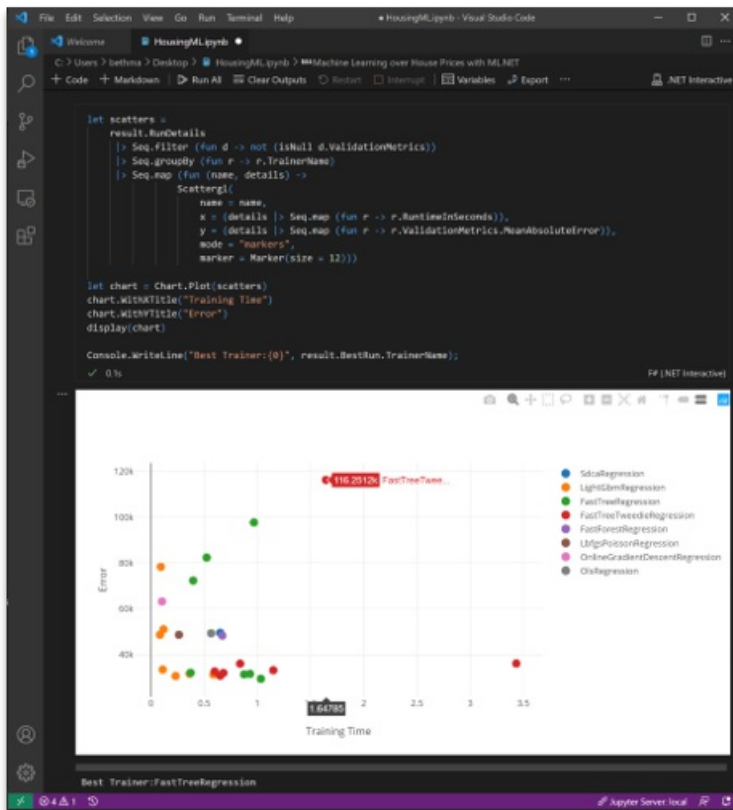 File Edit Selection View Go Run Terminal Help ● HousingML.ipynb - Visual Studio Code
Welcome HousingML.ipynb ●
C: > Users > bethma > Desktop > HousingML.ipynb > Machine Learning over House Prices with ML.NET
+ Code + Markdown Run All Clear Outputs Restart Interrupt Variables Export ··· .NET Interactive
let scatters =
result.RunDetails
|> Seq.filter (fun d -> not (isNull d.ValidationMetrics))
|> Seq.groupBy (fun r -> r.TrainerName)
|> Seq.map (fun (name, details) ->
Scattergl(
name = name,
x = (details |> Seq.map (fun r -> r.RuntimeInSeconds)),
y = (details |> Seq.map (fun r -> r.ValidationMetrics.MeanAbsoluteError)),
mode = "markers",
marker = Marker(size = 12)))
let chart = Chart.Plot(scatters)
chart.WithXTitle("Training Time")
chart.WithYTitle("Error")
display(chart)
Console.WriteLine("Best Trainer:{0}", result.BestRun.TrainerName);
✓ 0.1s F# (.NET Interactive)
120k
100k
80k
60k
40k
Error
116.2512k FastTreeTwee...
SdcaRegression
LightGbmRegression
FastTreeRegression
FastTreeTweedieRegression
FastForestRegression
LbfgsPoissonRegression
OnlineGradientDescentRegression
OlsRegression
0 0.5 1 1.64785 2 2.5 3 3.5
Training Time
Best Trainer:FastTreeRegression
4 1 Jupyter Server: local